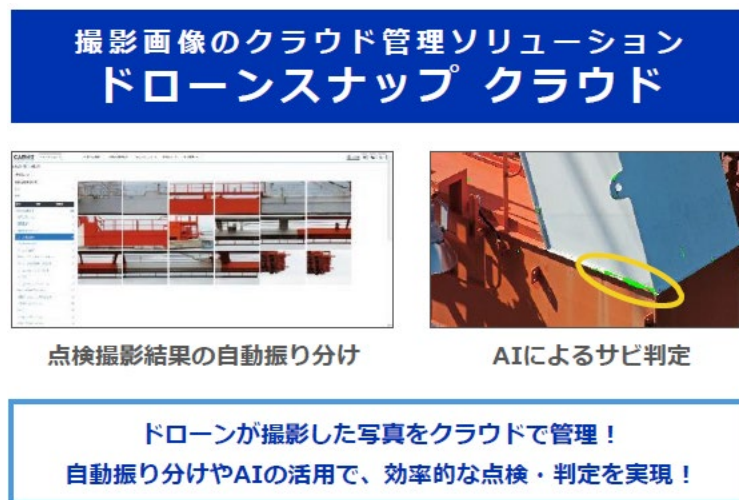 撮影画像のクラウド管理ソリューション
ドローンスナップ クラウド
点検撮影結果の自動振り分け
AIによるサビ判定
ドローンが撮影した写真をクラウドで管理！
自動振り分けやAIの活用で、効率的な点検・判定を実現！